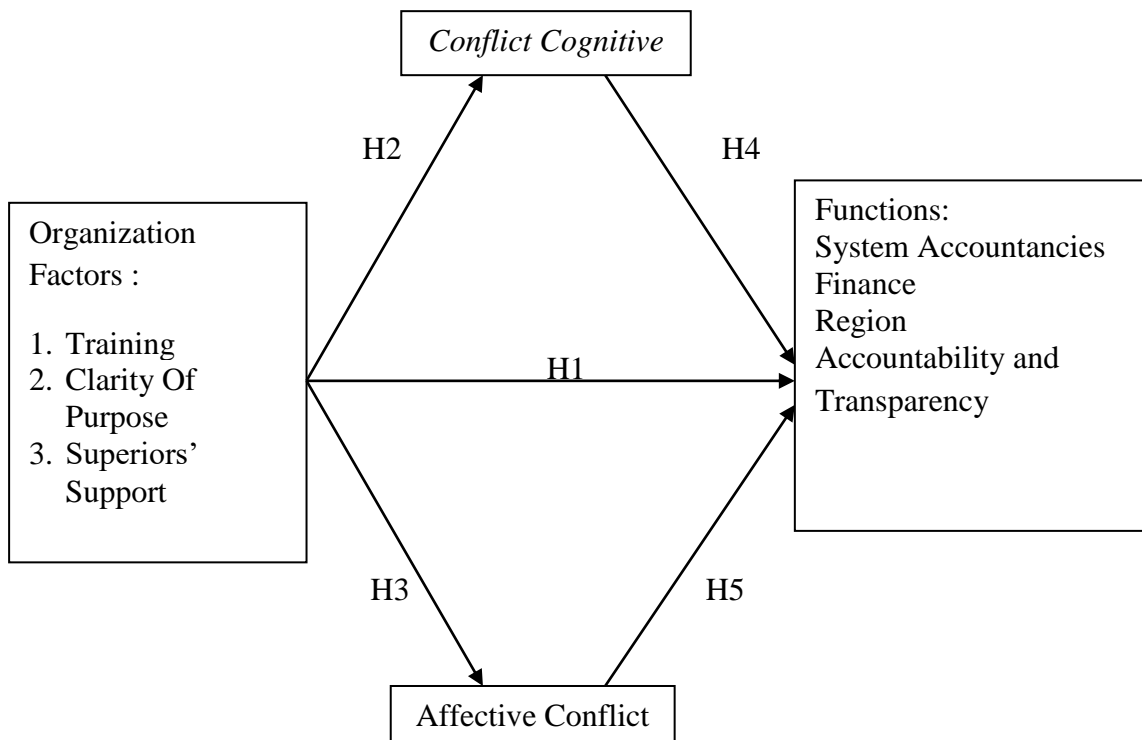 Conflict Cognitive
H2
H4
Organization
Factors :
1. Training
2. Clarity Of
Purpose
3. Superiors’
Support
H1
Functions:
System Accountancies
Finance
Region
Accountability and
Transparency
H3
H5
Affective Conflict